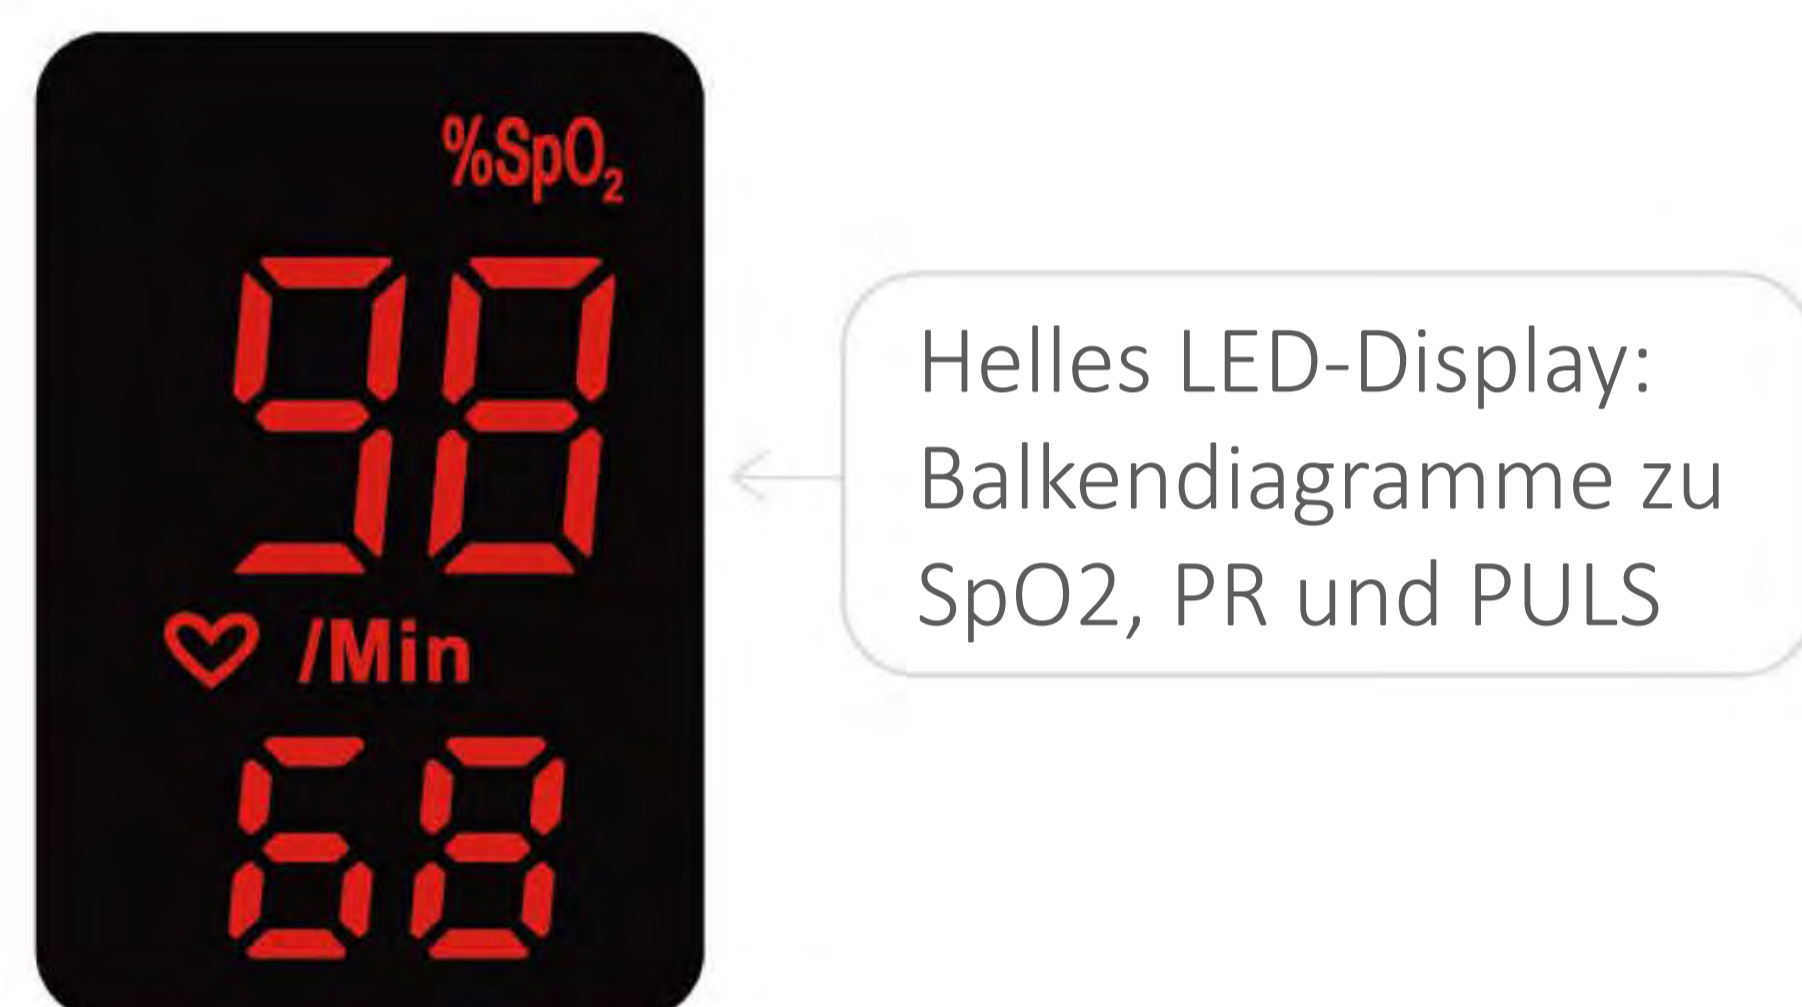 %SpO₂
98
/Min
68
Helles LED-Display:
Balkendiagramme zu
SpO2, PR und PULS